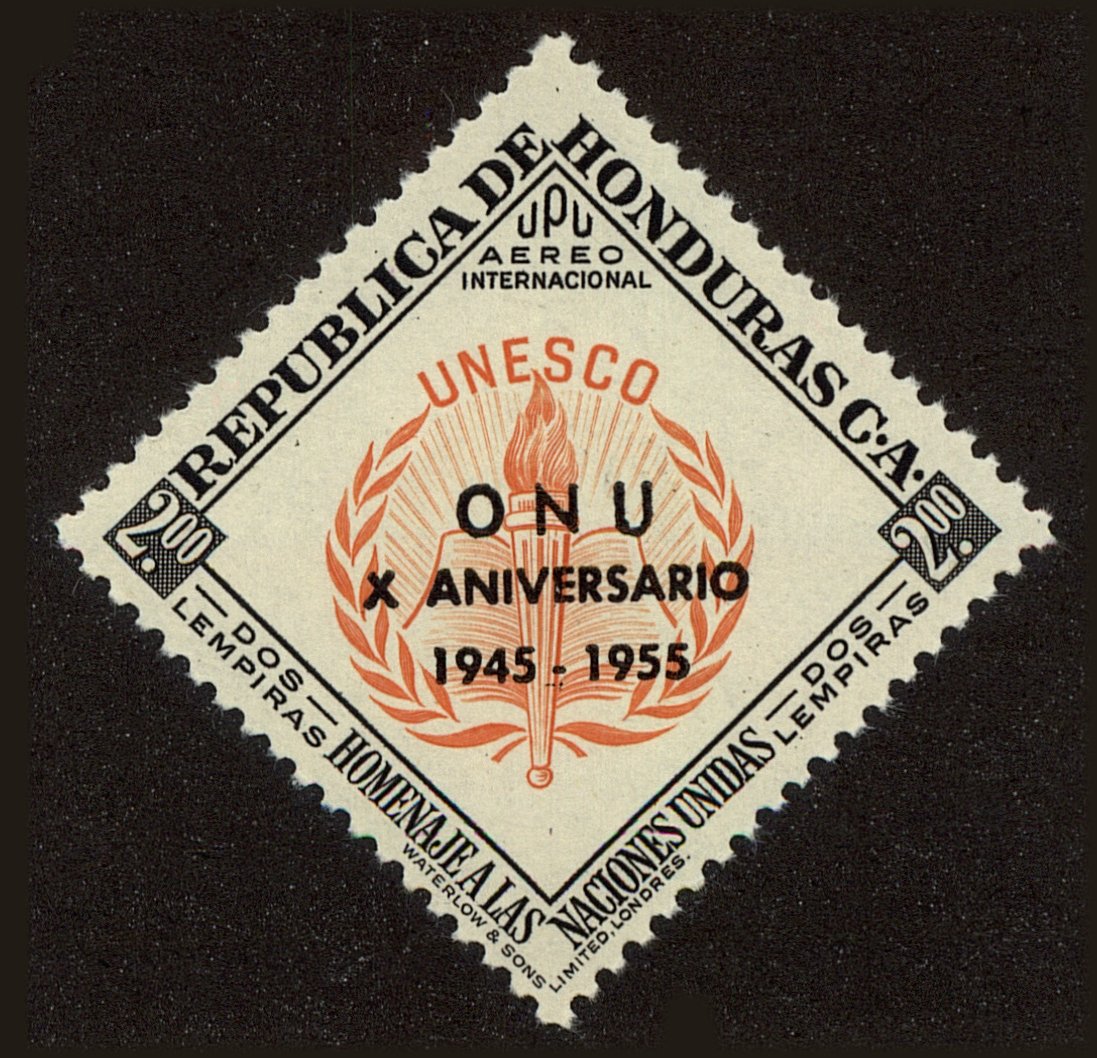 REPUBLICA DE HONDURAS C.A.
UPU
AEREO
INTERNACIONAL
UNESCO
O N U
X ANIVERSARIO
1945 - 1955
2.00
2.00
DOS
LEMPIRAS
DOS
LEMPIRAS
HOMENAJE A LAS NACIONES UNIDAS
WATERLOW & SONS LIMITED, LONDRES.